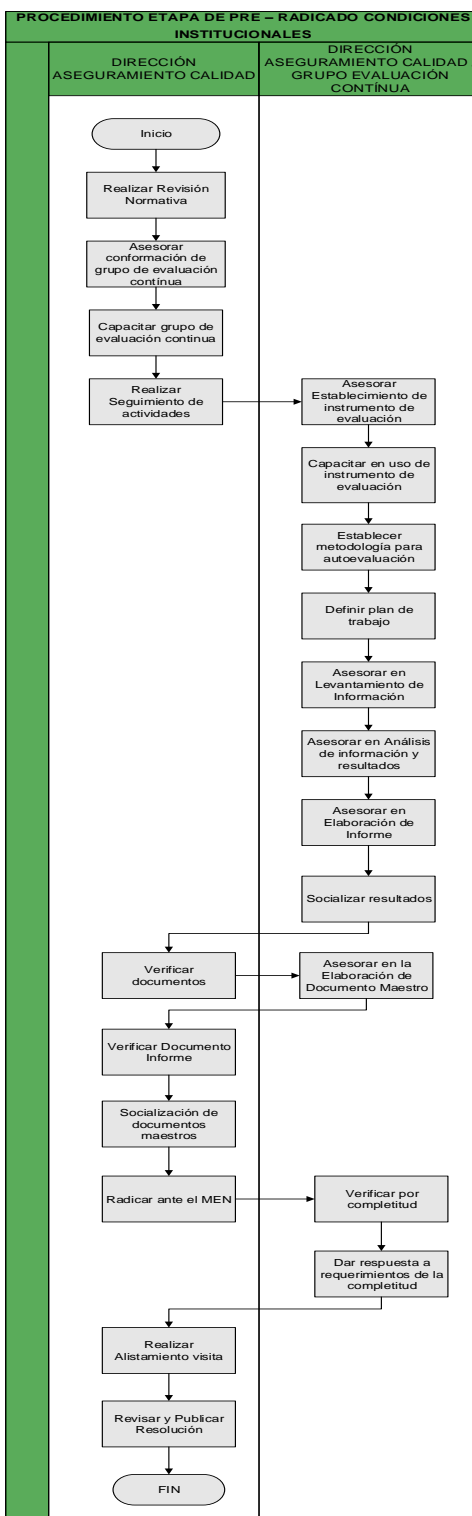 PROCEDIMIENTO ETAPA DE PRE – RADICADO CONDICIONES
INSTITUCIONALES
DIRECCIÓN
ASEGURAMIENTO CALIDAD
DIRECCIÓN
ASEGURAMIENTO CALIDAD
GRUPO EVALUACIÓN
CONTÍNUA
Inicio
Realizar Revisión
Normativa
Asesorar
conformación de
grupo de evaluación
contínua
Capacitar grupo de
evaluación continua
Realizar
Seguimiento de
actividades
Asesorar
Establecimiento de
instrumento de
evaluación
Capacitar en uso de
instrumento de
evaluación
Establecer
metodología para
autoevaluación
Definir plan de
trabajo
Asesorar en
Levantamiento de
Información
Asesorar en Análisis
de información y
resultados
Asesorar en
Elaboración de
Informe
Socializar resultados
Verificar
documentos
Asesorar en la
Elaboración de
Documento Maestro
Verificar Documento
Informe
Socialización de
documentos
maestros
Radicar ante el MEN
Verificar por
completitud
Dar respuesta a
requerimientos de la
completitud
Realizar
Alistamiento visita
Revisar y Publicar
Resolución
FIN